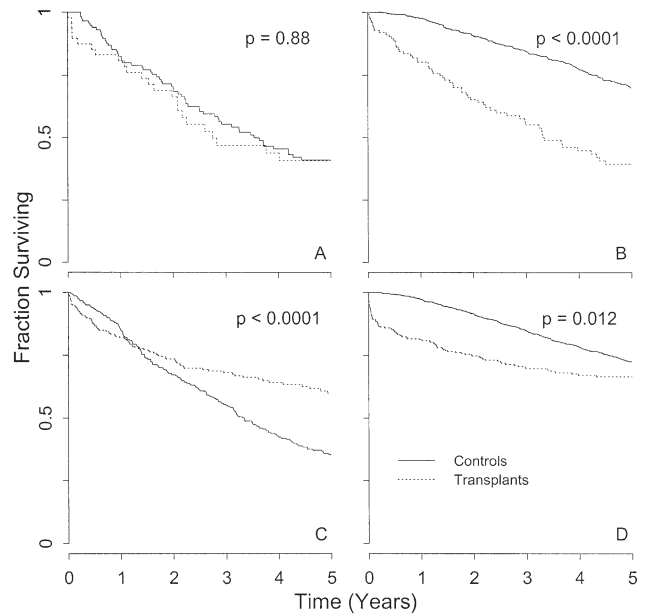 Fraction Surviving
1
0.5
0
p = 0.88
A
p < 0.0001
B
1
0.5
0
p < 0.0001
C
p = 0.012
Controls
Transplants
D
0 1 2 3 4 5
0 1 2 3 4 5
Time (Years)